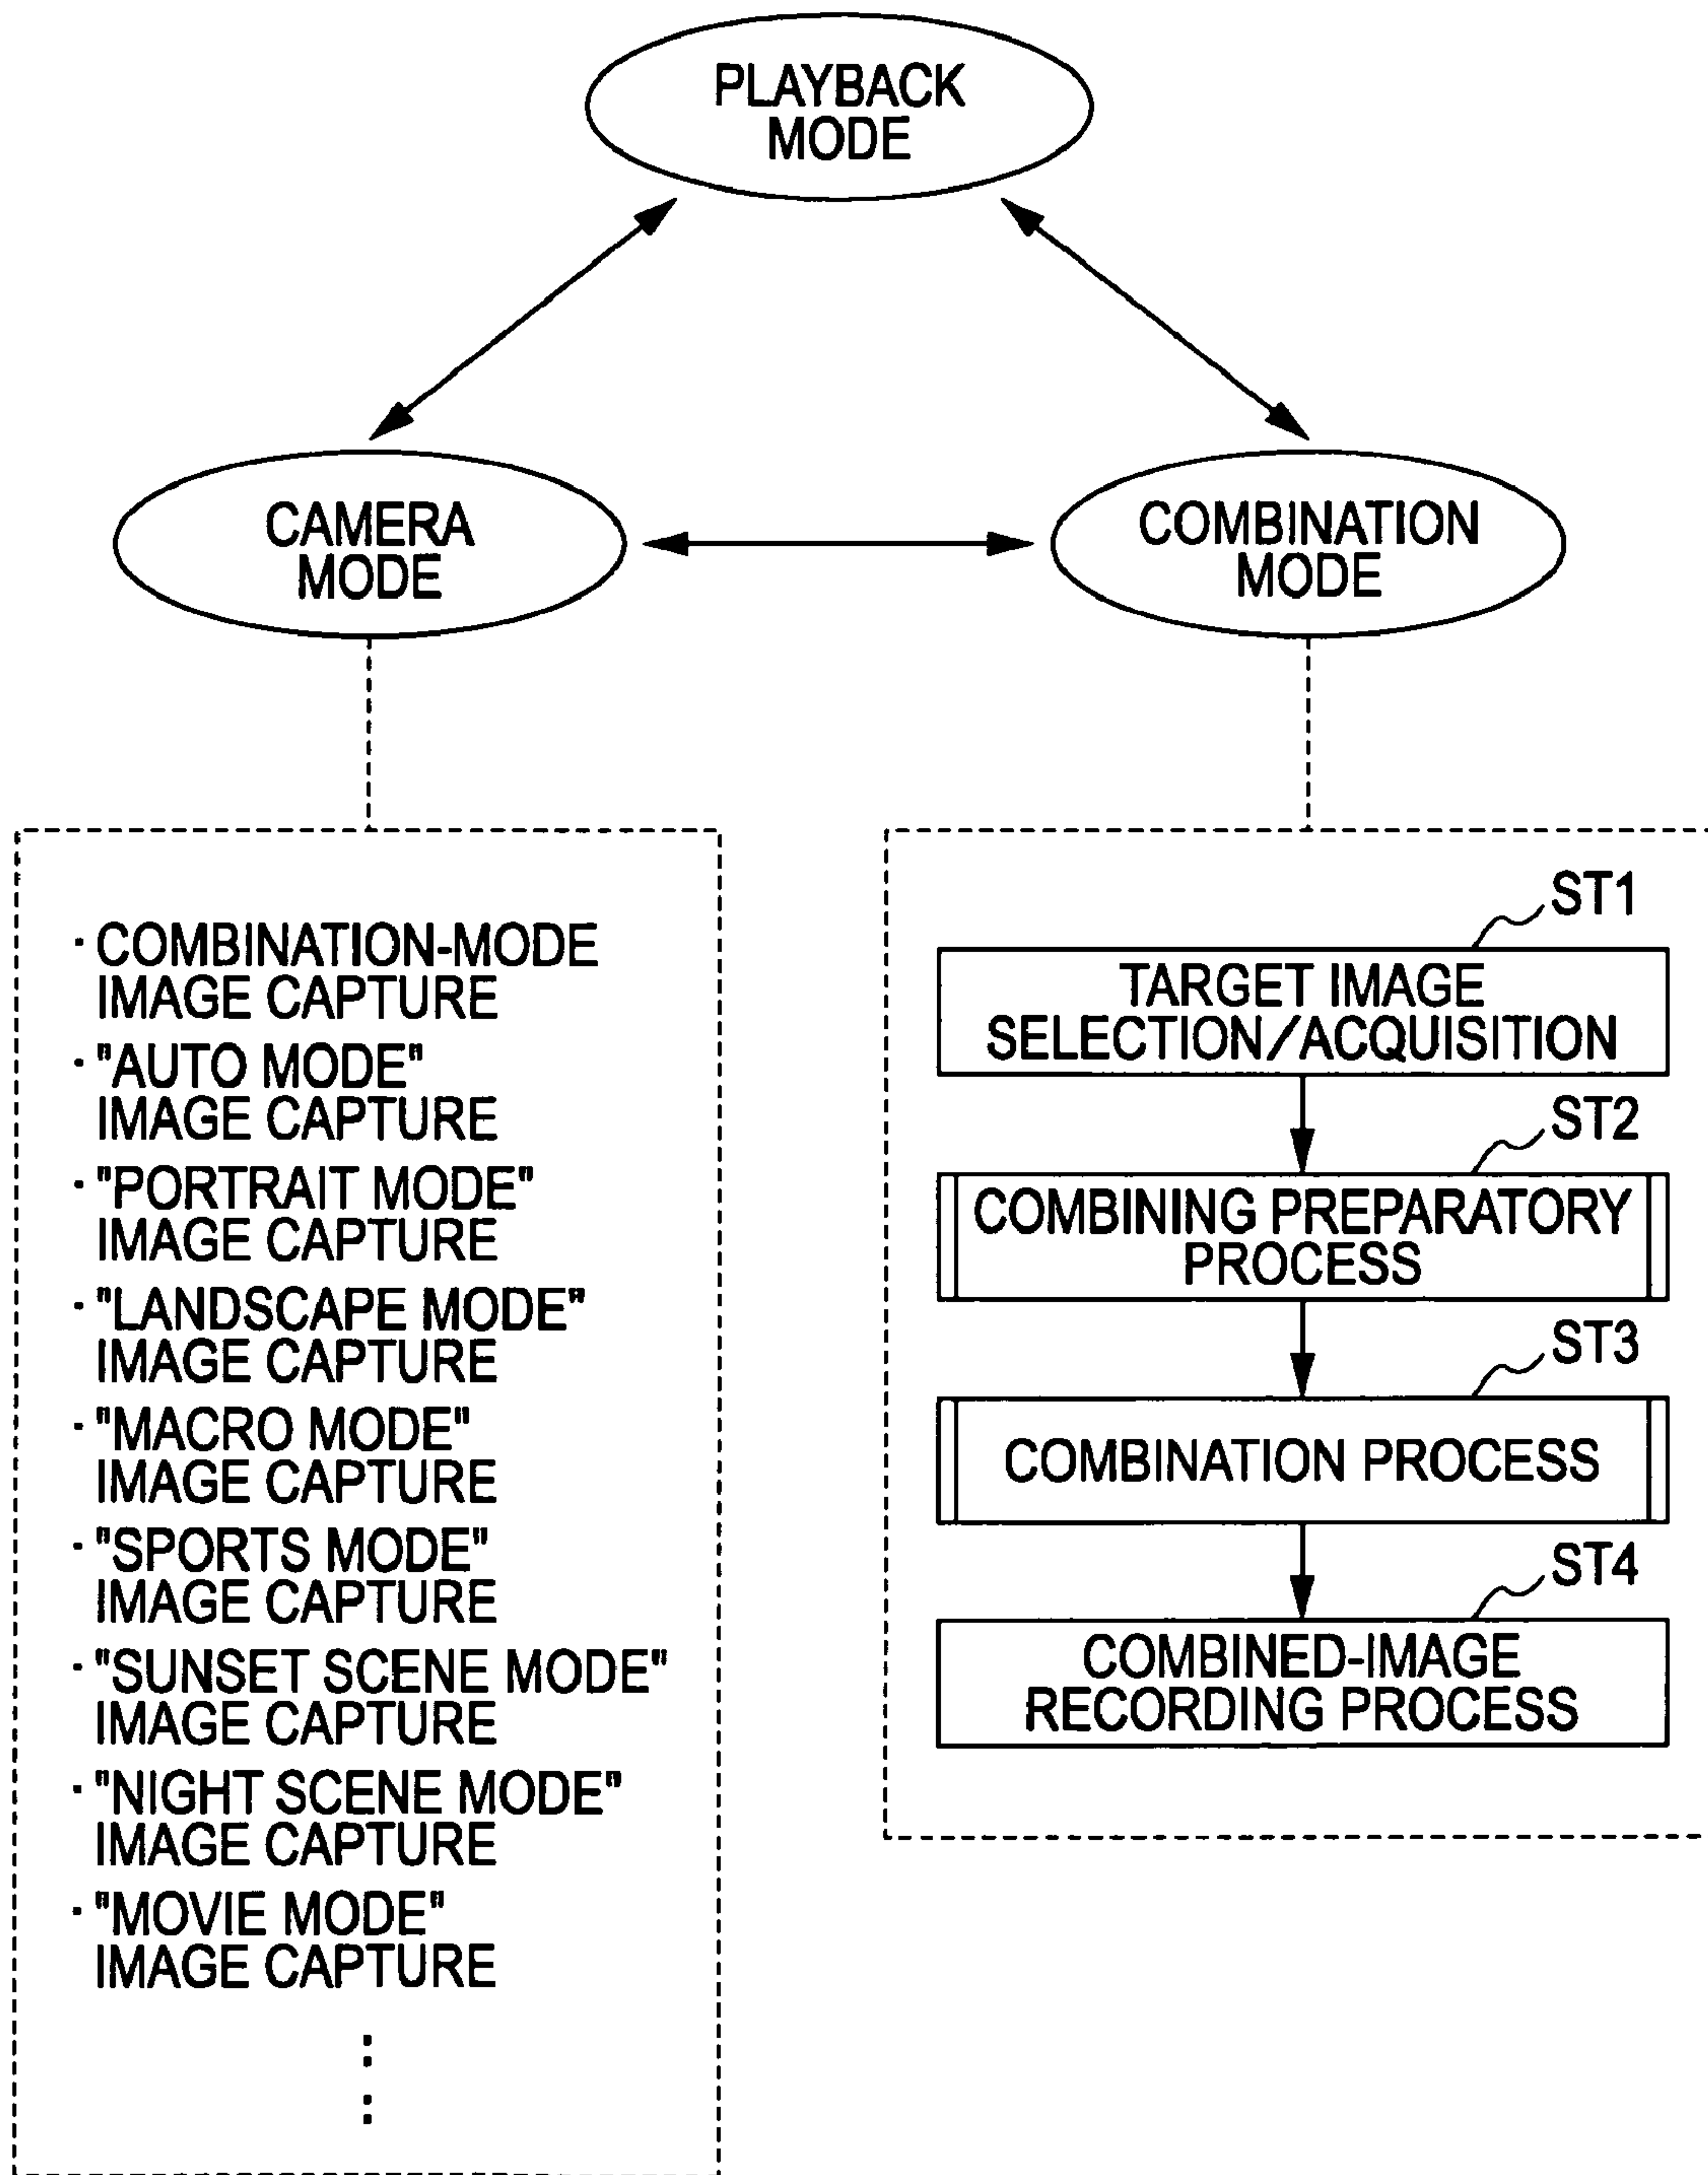 PLAYBACK
MODE
CAMERA
MODE
COMBINATION
MODE
· COMBINATION-MODE
IMAGE CAPTURE
· "AUTO MODE"
IMAGE CAPTURE
· "PORTRAIT MODE"
IMAGE CAPTURE
· "LANDSCAPE MODE"
IMAGE CAPTURE
· "MACRO MODE"
IMAGE CAPTURE
· "SPORTS MODE"
IMAGE CAPTURE
· "SUNSET SCENE MODE"
IMAGE CAPTURE
· "NIGHT SCENE MODE"
IMAGE CAPTURE
· "MOVIE MODE"
IMAGE CAPTURE
ST1
TARGET IMAGE
SELECTION/ACQUISITION
ST2
COMBINING PREPARATORY
PROCESS
ST3
COMBINATION PROCESS
ST4
COMBINED-IMAGE
RECORDING PROCESS